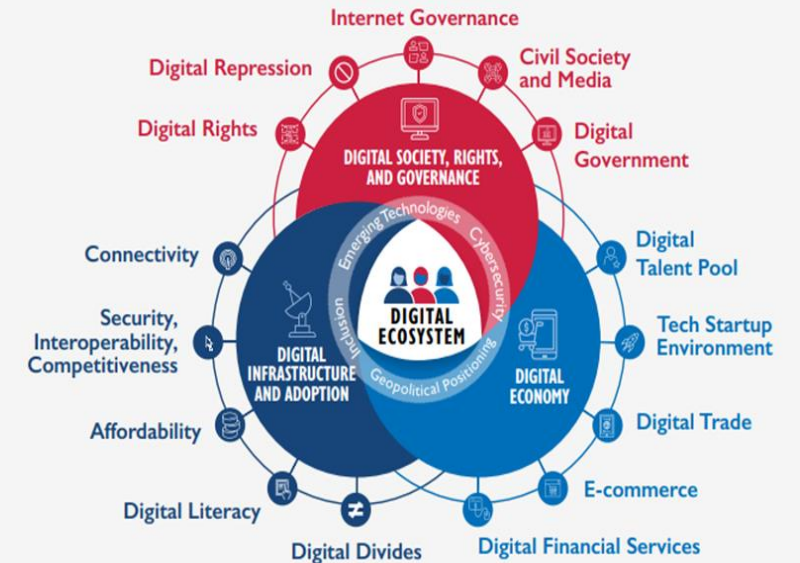 Internet Governance
Digital Repression
Civil Society
and Media
Digital Rights
Digital
Government
DIGITAL SOCIETY, RIGHTS,
AND GOVERNANCE
Emerging Technologies
Cybersecurity
Inclusion
Geopolitical Positioning
DIGITAL
ECOSYSTEM
Connectivity
Security,
Interoperability,
Competitiveness
Affordability
Digital Literacy
Digital Divides
DIGITAL
INFRASTRUCTURE
AND ADOPTION
Digital
Talent Pool
Tech Startup
Environment
Digital Trade
E-commerce
Digital Financial Services
DIGITAL
ECONOMY